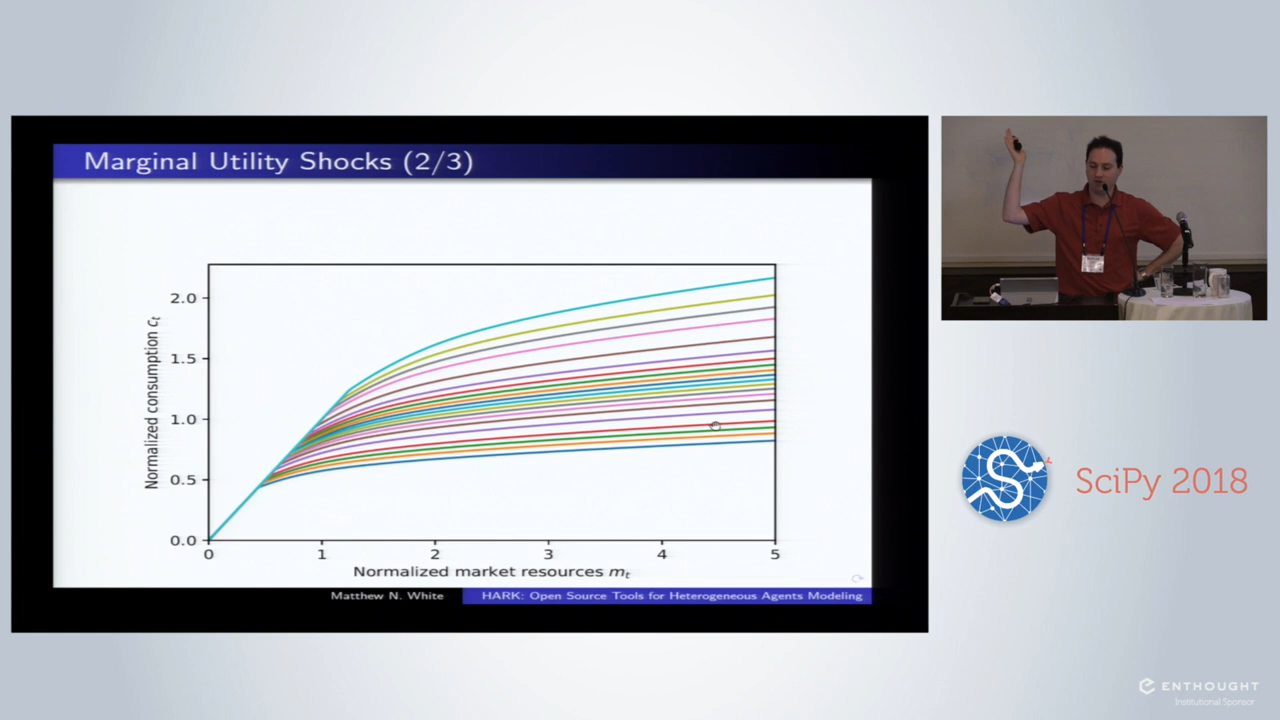 Marginal Utility Shocks (2/3)
Normalized consumption cₜ
2.0
1.5
1.0
0.5
0.0
0 1 2 3 4 5
Normalized market resources mₜ
Matthew N. White HARK: Open Source Tools for Heterogeneous Agents Modeling
SciPy 2018
ENTHOUGHT
Institutional Sponsor